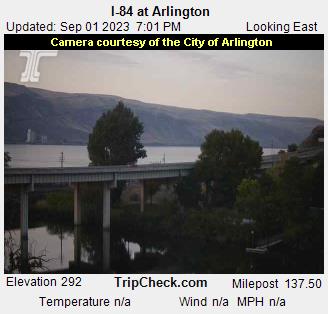 I-84 at Arlington
Updated: Sep 01 2023 7:01 PM Looking East
Camera courtesy of the City of Arlington
Elevation 292 TripCheck.com Milepost 137.50
Temperature n/a Wind n/a MPH n/a